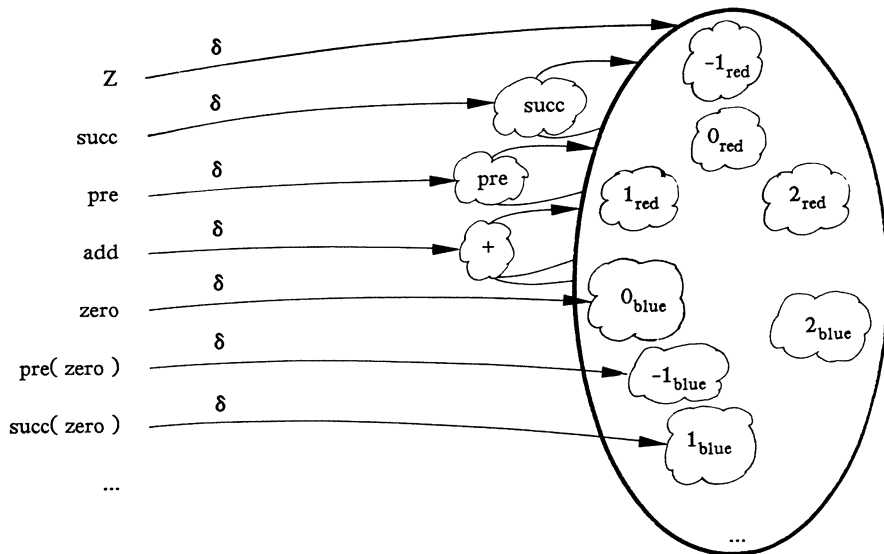 δ
Z
-1red
δ
succ
succ
0red
δ
pre
pre
1red
2red
δ
add
+
δ
zero
0blue
2blue
δ
pre( zero )
-1blue
δ
succ( zero )
1blue
...
...